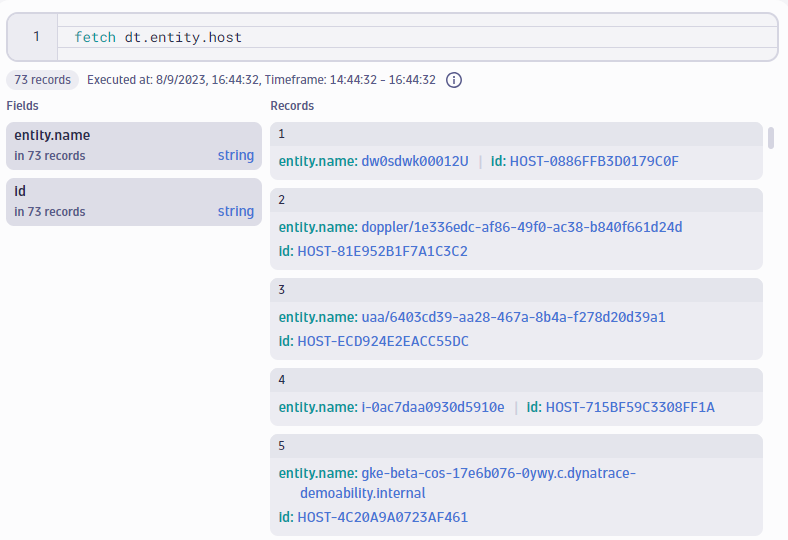 1 fetch dt.entity.host
73 records Executed at: 8/9/2023, 16:44:32, Timeframe: 14:44:32 - 16:44:32
Fields
entity.name
in 73 records string
id
in 73 records string
Records
1
entity.name: dw0sdwk00012U | id: HOST-0886FFB3D0179C0F
2
entity.name: doppler/1e336edc-af86-49f0-ac38-b840f661d24d
id: HOST-81E952B1F7A1C3C2
3
entity.name: uaa/6403cd39-aa28-467a-8b4a-f278d20d39a1
id: HOST-ECD924E2EACC55DC
4
entity.name: i-0ac7daa0930d5910e | id: HOST-715BF59C3308FF1A
5
entity.name: gke-beta-cos-17e6b076-0ywy.c.dynatrace-
demoability.internal
id: HOST-4C20A9A0723AF461